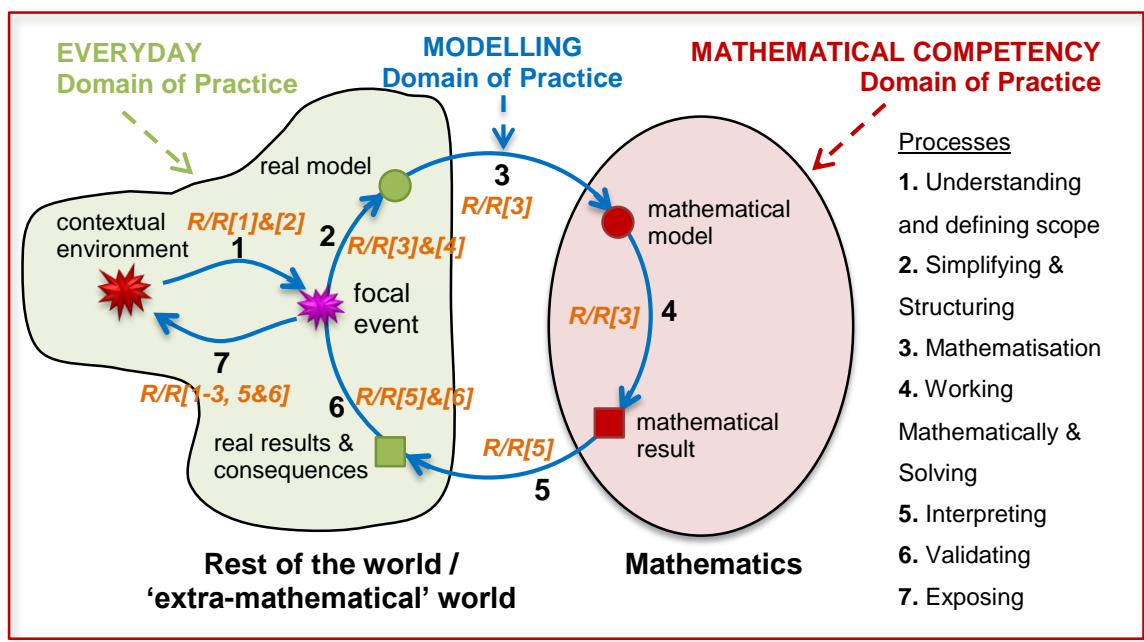 EVERYDAY
Domain of Practice
MODELLING
Domain of Practice
MATHEMATICAL COMPETENCY
Domain of Practice
real model
3
R/R[3]
contextual
environment
R/R[1]&[2]
1
2
R/R[3]&[4]
mathematical
model
focal
event
R/R[3]
4
7
R/R[1-3, 5&6]
6
R/R[5]&[6]
real results &
consequences
R/R[5]
5
mathematical
result
Rest of the world /
‘extra-mathematical’ world
Mathematics
Processes
1. Understanding
and defining scope
2. Simplifying &
Structuring
3. Mathematisation
4. Working
Mathematically &
Solving
5. Interpreting
6. Validating
7. Exposing